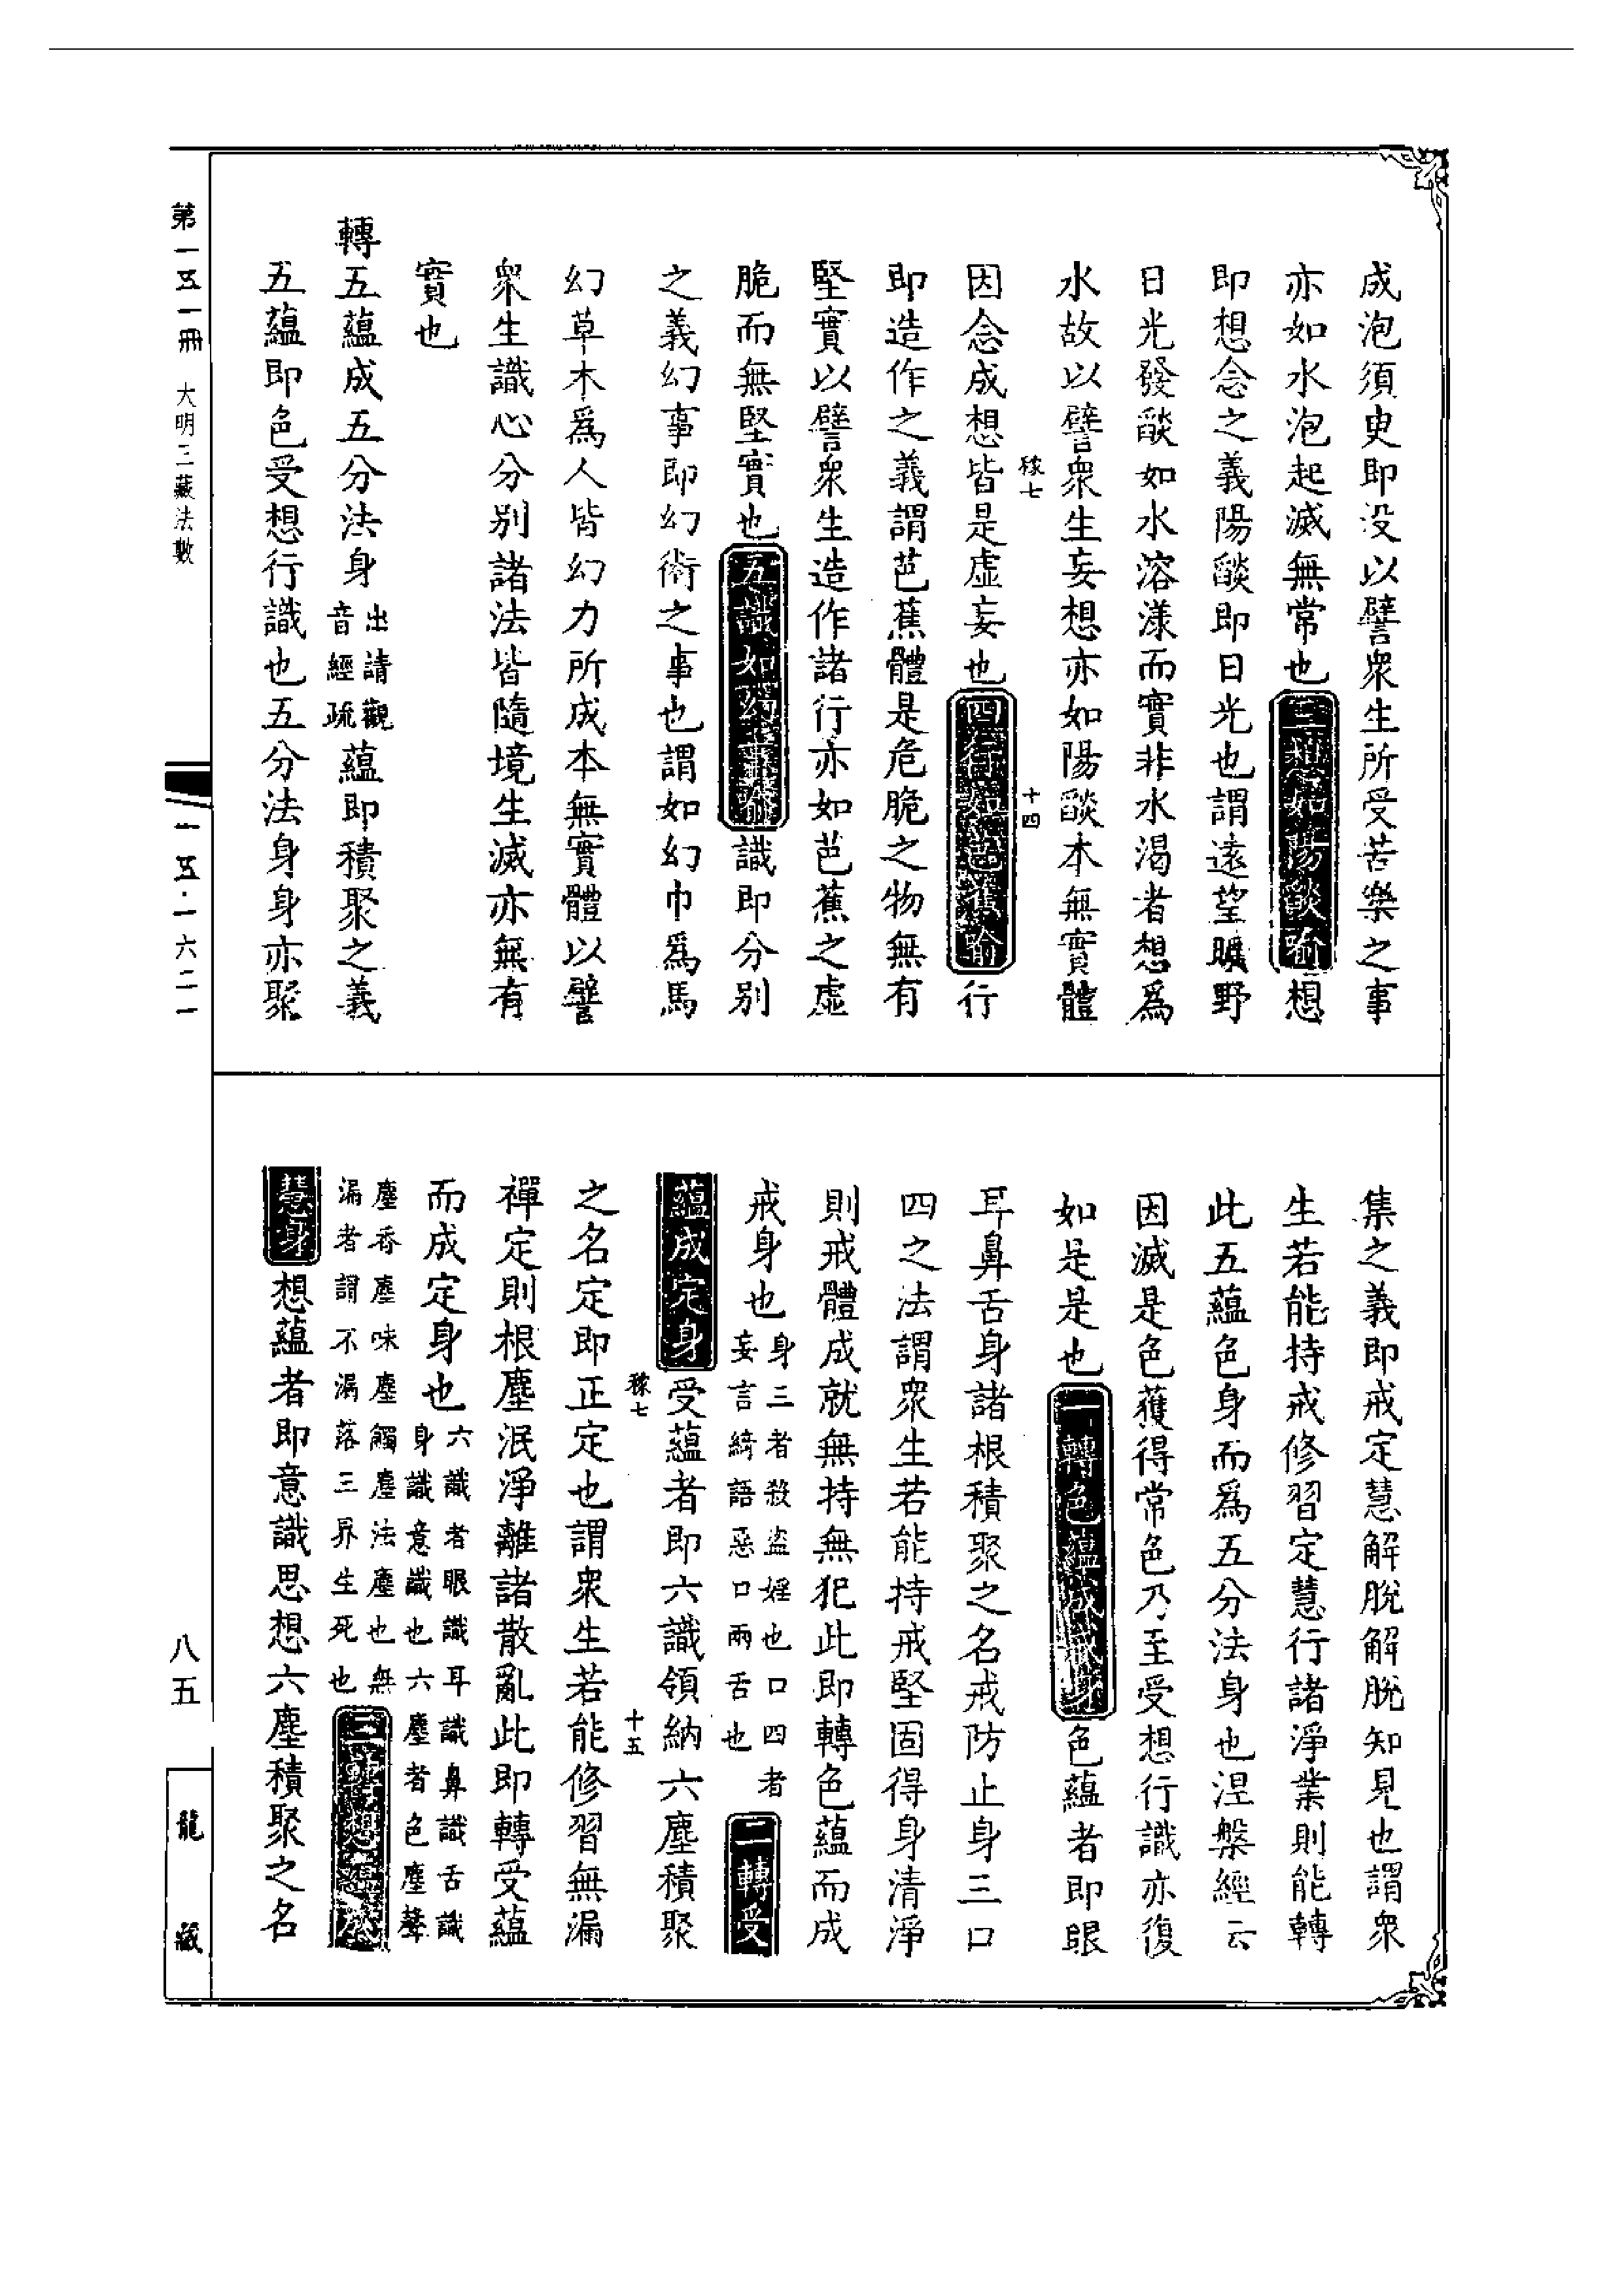 成泡須臾即没以譬衆生所受苦樂之事
亦如水泡起滅無常也三想如陽燄喻想
即想念之義陽燄即日光也謂遠望曠野
日光發燄如水溶漾而實非水渴者想爲
水故以譬衆生妄想亦如陽燄本無實體
稼七 十四
因念成想皆是虛妄也四行如芭蕉喻行
即造作之義謂芭蕉體是危脆之物無有
堅實以譬衆生造作諸行亦如芭蕉之虛
脆而無堅實也五識如幻事喻識即分別
之義幻事即幻術之事也謂如幻巾爲馬
幻草木爲人皆幻力所成本無實體以譬
衆生識心分別諸法皆隨境生滅亦無有
實也
轉五蘊成五分法身出請觀音經疏蘊即積聚之義
五蘊即色受想行識也五分法身身亦聚
集之義即戒定慧解脫解脫知見也謂衆
生若能持戒修習定慧行諸淨業則能轉
此五蘊色身而爲五分法身也涅槃經云
因滅是色獲得常色乃至受想行識亦復
如是是也一轉色蘊成戒身色蘊者即眼
耳鼻舌身諸根積聚之名戒防止身三口
四之法謂衆生若能持戒堅固得身清淨
則戒體成就無持無犯此即轉色蘊而成
戒身也身三者殺盜婬也口四者妄言綺語惡口兩舌也二轉受
蘊成定身受蘊者即六識領納六塵積聚
稼七 十五
之名定即正定也謂衆生若能修習無漏
禪定則根塵泯淨離諸散亂此即轉受蘊
而成定身也六識者眼識耳識鼻識舌識身識意識也六塵者色塵聲
塵香塵味塵觸塵法塵也無漏者謂不漏落三界生死也三轉想蘊成
慧身想蘊者即意識思想六塵積聚之名
第一五一冊 大明三藏法數
一五·一六二一
八五
龍藏